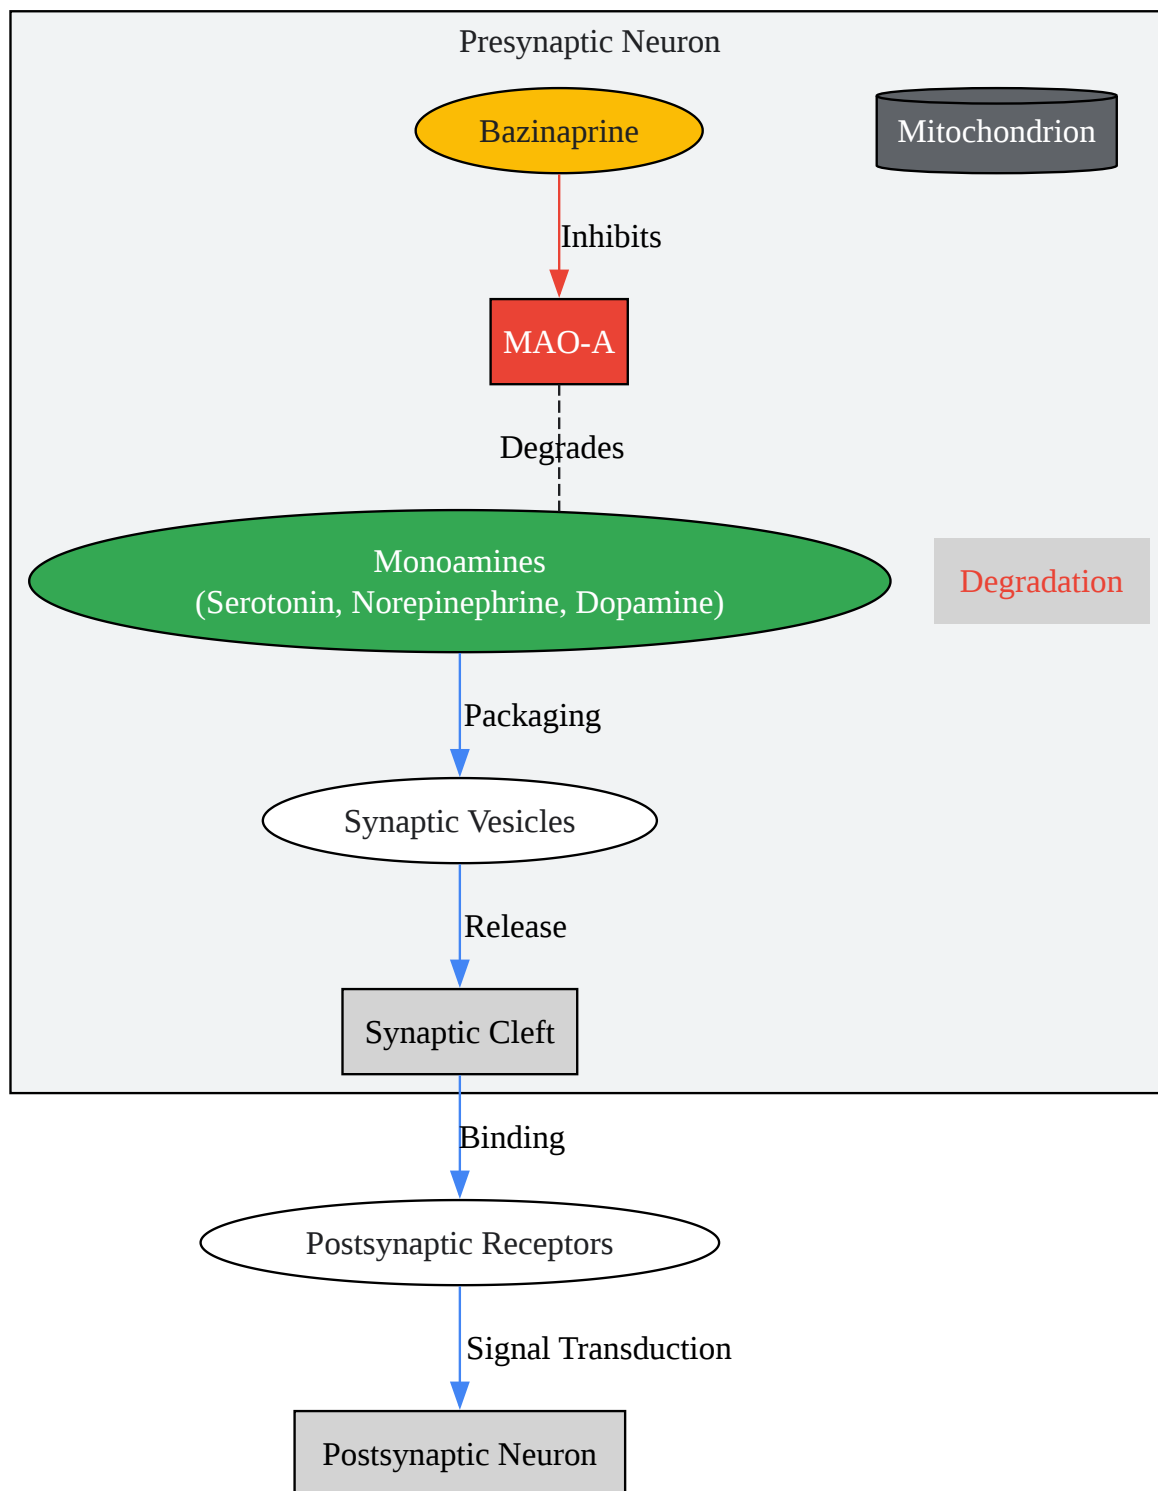 Presynaptic Neuron
Bazinaprine
Mitochondrion
Inhibits
MAO-A
Degrades
Monoamines
(Serotonin, Norepinephrine, Dopamine)
Degradation
Packaging
Synaptic Vesicles
Release
Synaptic Cleft
Binding
Postsynaptic Receptors
Signal Transduction
Postsynaptic Neuron